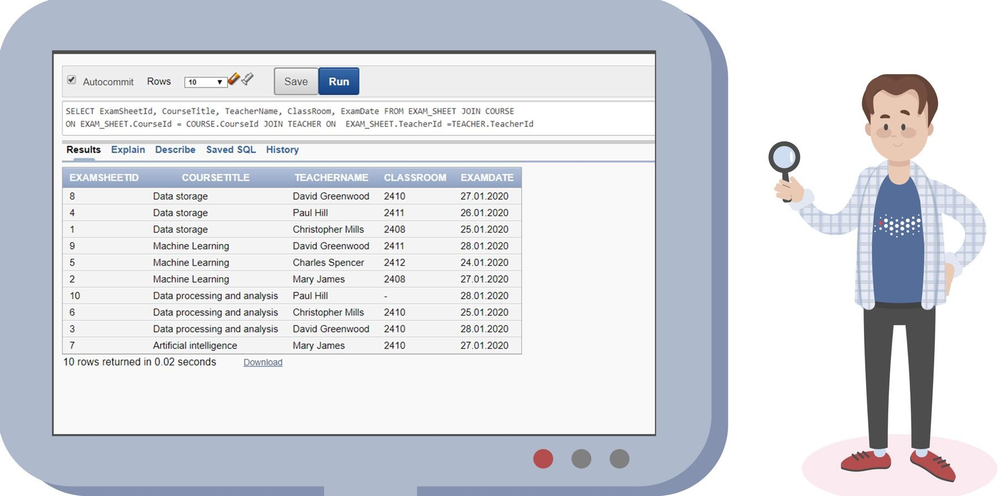 Autocommit Rows 10 Save Run
SELECT ExamSheetId, CourseTitle, TeacherName, ClassRoom, ExamDate FROM EXAM_SHEET JOIN COURSE
ON EXAM_SHEET.CourseId = COURSE.CourseId JOIN TEACHER ON  EXAM_SHEET.TeacherId =TEACHER.TeacherId
Results Explain Describe Saved SQL History
EXAMSHEETID COURSETITLE TEACHERNAME CLASSROOM EXAMDATE
8 Data storage David Greenwood 2410 27.01.2020
4 Data storage Paul Hill 2411 26.01.2020
1 Data storage Christopher Mills 2408 25.01.2020
9 Machine Learning David Greenwood 2411 28.01.2020
5 Machine Learning Charles Spencer 2412 24.01.2020
2 Machine Learning Mary James 2408 27.01.2020
10 Data processing and analysis Paul Hill - 28.01.2020
6 Data processing and analysis Christopher Mills 2410 25.01.2020
3 Data processing and analysis David Greenwood 2410 28.01.2020
7 Artificial intelligence Mary James 2410 27.01.2020
10 rows returned in 0.02 seconds Download